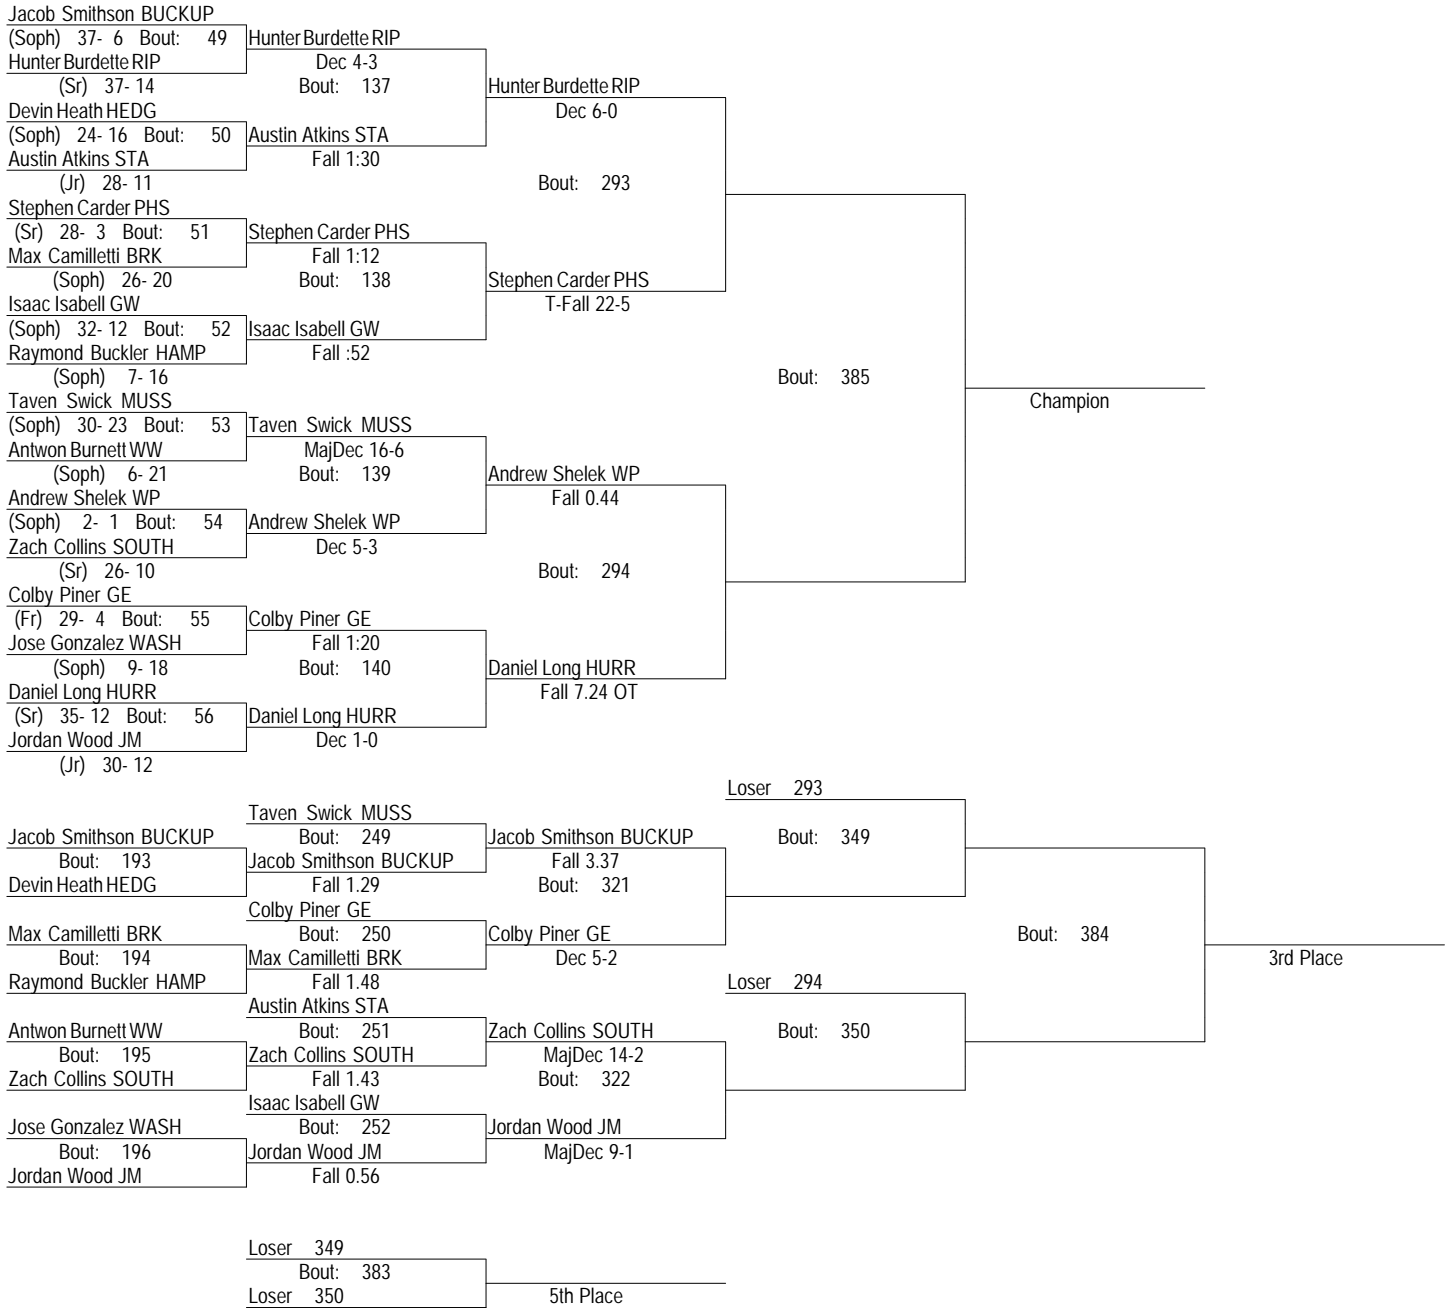 Jacob Smithson BUCKUP
(Soph) 37- 6 Bout: 49 Hunter Burdette RIP
Hunter Burdette RIP Dec 4-3
(Sr) 37- 14 Bout: 137 Hunter Burdette RIP
Devin Heath HEDG Dec 6-0
(Soph) 24- 16 Bout: 50 Austin Atkins STA
Austin Atkins STA Fall 1:30
(Jr) 28- 11 Bout: 293
Stephen Carder PHS
(Sr) 28- 3 Bout: 51 Stephen Carder PHS
Max Camilletti BRK Fall 1:12
(Soph) 26- 20 Bout: 138 Stephen Carder PHS
Isaac Isabell GW T-Fall 22-5
(Soph) 32- 12 Bout: 52 Isaac Isabell GW
Raymond Buckler HAMP Fall :52
(Soph) 7- 16 Bout: 385
Taven Swick MUSS Champion
(Soph) 30- 23 Bout: 53 Taven Swick MUSS
Antwon Burnett WW MajDec 16-6
(Soph) 6- 21 Bout: 139 Andrew Shelek WP
Andrew Shelek WP Fall 0.44
(Soph) 2- 1 Bout: 54 Andrew Shelek WP
Zach Collins SOUTH Dec 5-3
(Sr) 26- 10 Bout: 294
Colby Piner GE
(Fr) 29- 4 Bout: 55 Colby Piner GE
Jose Gonzalez WASH Fall 1:20
(Soph) 9- 18 Bout: 140 Daniel Long HURR
Daniel Long HURR Fall 7.24 OT
(Sr) 35- 12 Bout: 56 Daniel Long HURR
Jordan Wood JM Dec 1-0
(Jr) 30- 12
Loser 293
Taven Swick MUSS
Jacob Smithson BUCKUP Bout: 249 Jacob Smithson BUCKUP Bout: 349
Bout: 193 Jacob Smithson BUCKUP Fall 3.37
Devin Heath HEDG Fall 1.29 Bout: 321
Colby Piner GE
Max Camilletti BRK Bout: 250 Colby Piner GE Bout: 384
Bout: 194 Max Camilletti BRK Dec 5-2 3rd Place
Raymond Buckler HAMP Fall 1.48 Loser 294
Austin Atkins STA
Antwon Burnett WW Bout: 251 Zach Collins SOUTH Bout: 350
Bout: 195 Zach Collins SOUTH MajDec 14-2
Zach Collins SOUTH Fall 1.43 Bout: 322
Isaac Isabell GW
Jose Gonzalez WASH Bout: 252 Jordan Wood JM
Bout: 196 Jordan Wood JM MajDec 9-1
Jordan Wood JM Fall 0.56
Loser 349
Bout: 383
Loser 350 5th Place